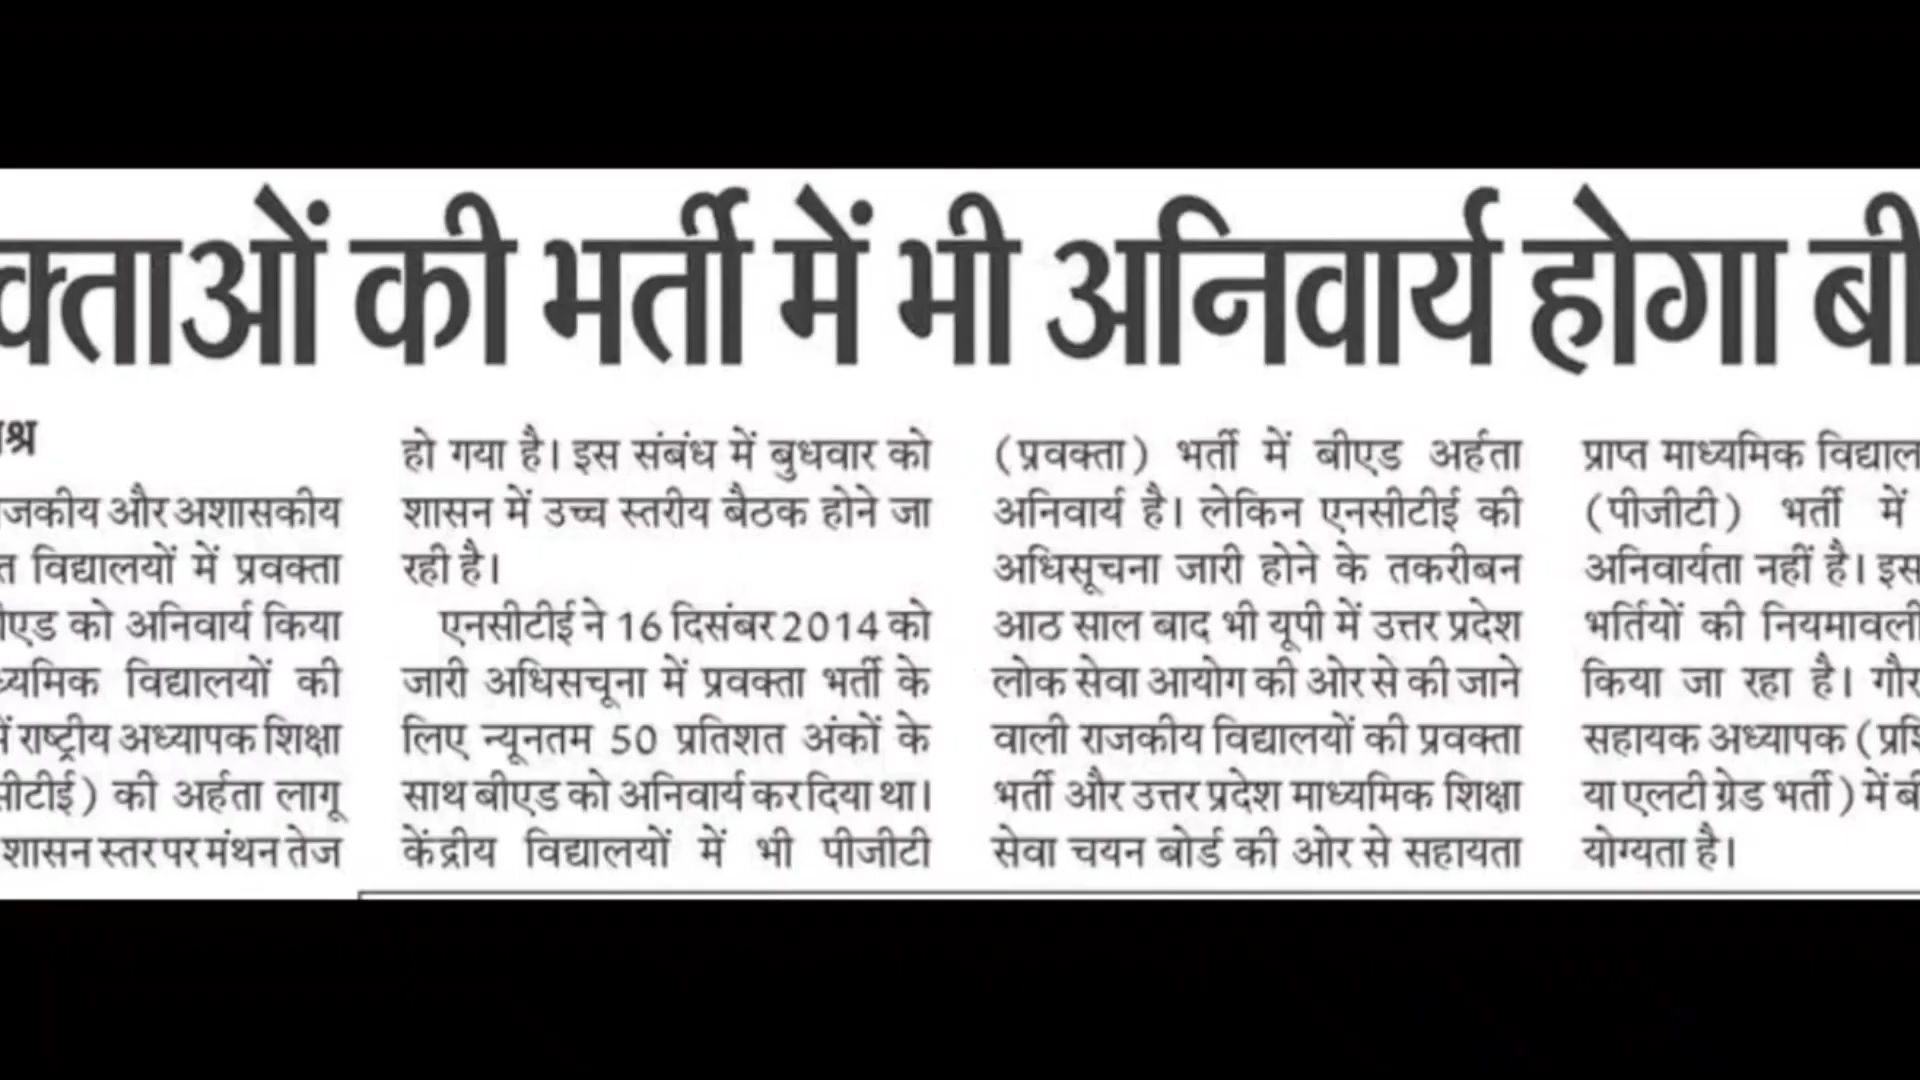 क्ताओं की भर्ती में भी अनिवार्य होगा बी
श्र
जकीय और अशासकीय
त विद्यालयों में प्रवक्ता
ीएड को अनिवार्य किया
ध्यमिक विद्यालयों की
में राष्ट्रीय अध्यापक शिक्षा
सीटीई) की अर्हता लागू
शासन स्तर पर मंथन तेज
हो गया है। इस संबंध में बुधवार को
शासन में उच्च स्तरीय बैठक होने जा
रही है।
एनसीटीई ने 16 दिसंबर 2014 को
जारी अधिसचूना में प्रवक्ता भर्ती के
लिए न्यूनतम 50 प्रतिशत अंकों के
साथ बीएड को अनिवार्य कर दिया था।
केंद्रीय विद्यालयों में भी पीजीटी
(प्रवक्ता) भर्ती में बीएड अर्हता
अनिवार्य है। लेकिन एनसीटीई की
अधिसूचना जारी होने के तकरीबन
आठ साल बाद भी यूपी में उत्तर प्रदेश
लोक सेवा आयोग की ओर से की जाने
वाली राजकीय विद्यालयों की प्रवक्ता
भर्ती और उत्तर प्रदेश माध्यमिक शिक्षा
सेवा चयन बोर्ड की ओर से सहायता
प्राप्त माध्यमिक विद्याल
(पीजीटी) भर्ती में
अनिवार्यता नहीं है। इस
भर्तियों की नियमावली
किया जा रहा है। गौर
सहायक अध्यापक (प्रशि
या एलटी ग्रेड भर्ती) में बी
योग्यता है।